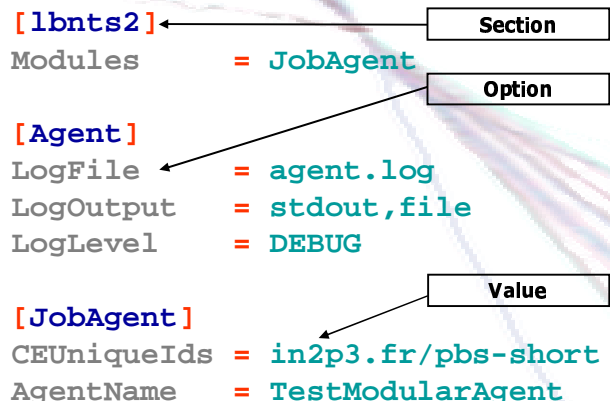 [lbnts2]
Section
Modules = JobAgent
Option
[Agent]
LogFile = agent.log
LogOutput = stdout,file
LogLevel = DEBUG
Value
[JobAgent]
CEUniqueIds = in2p3.fr/pbs-short
AgentName = TestModularAgent